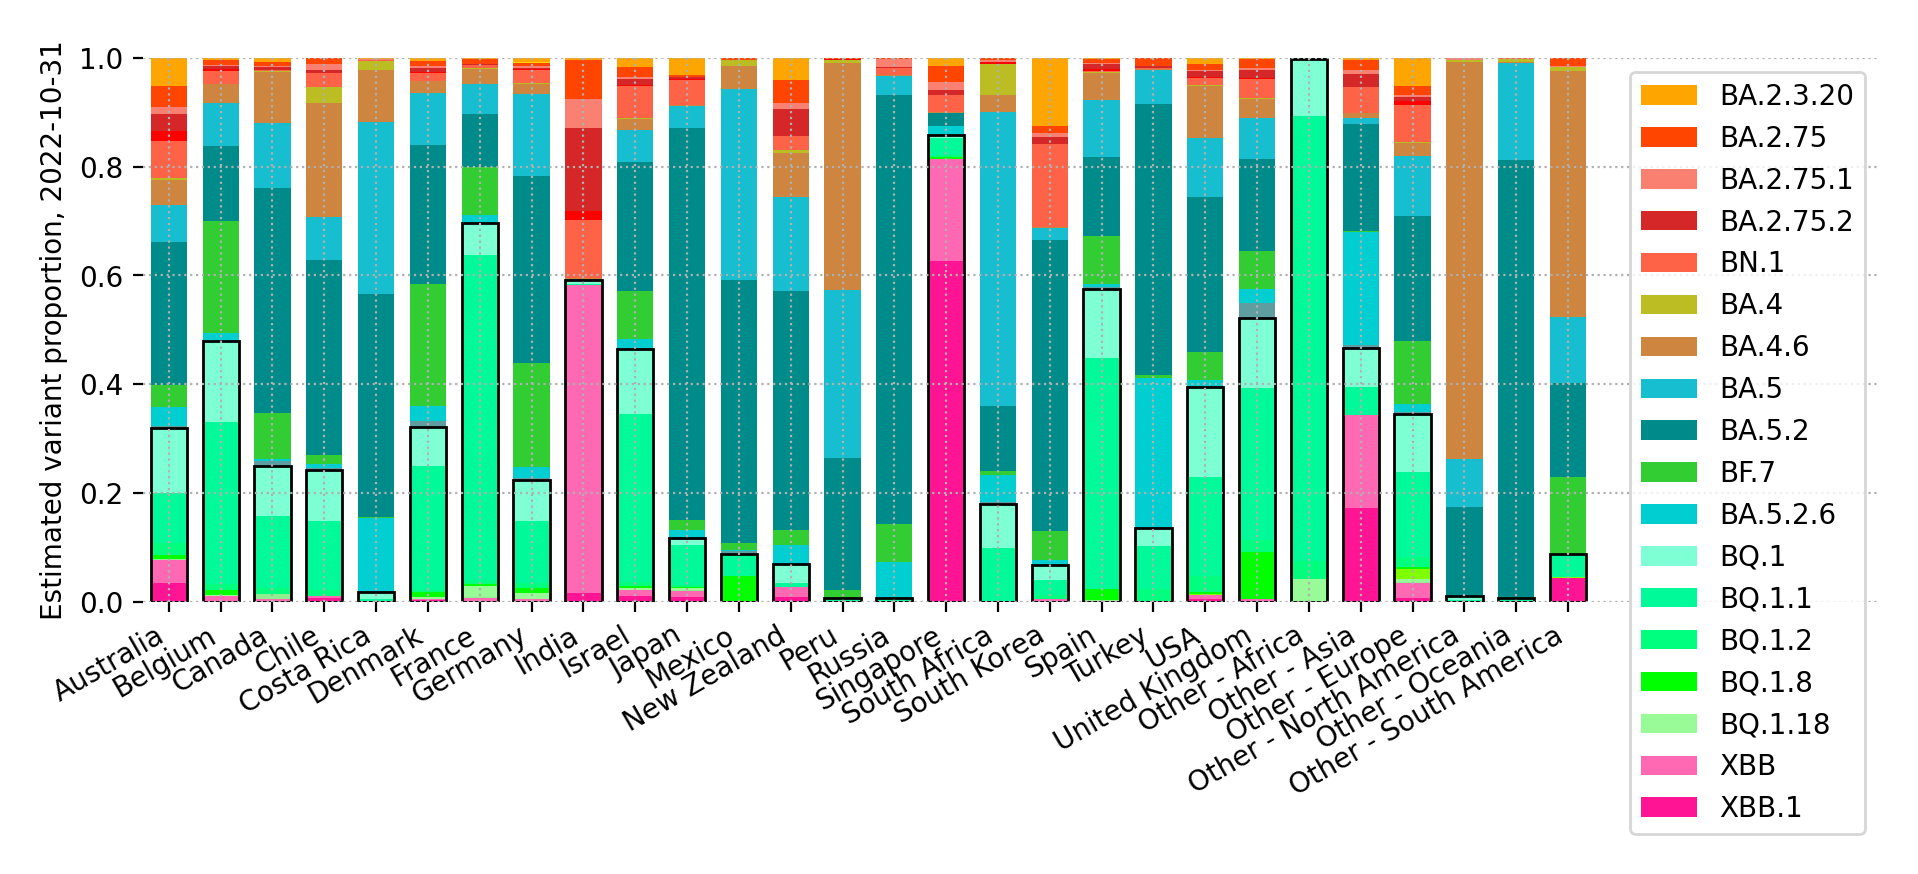 Estimated variant proportion, 2022-10-31
1.0
0.8
0.6
0.4
0.2
0.0
Australia
Belgium
Canada
Chile
Costa Rica
Denmark
France
Germany
India
Israel
Japan
Mexico
New Zealand
Peru
Russia
Singapore
South Africa
South Korea
Spain
Turkey
USA
United Kingdom
Other - Africa
Other - Asia
Other - Europe
Other - North America
Other - Oceania
Other - South America
BA.2.3.20
BA.2.75
BA.2.75.1
BA.2.75.2
BN.1
BA.4
BA.4.6
BA.5
BA.5.2
BF.7
BA.5.2.6
BQ.1
BQ.1.1
BQ.1.2
BQ.1.8
BQ.1.18
XBB
XBB.1